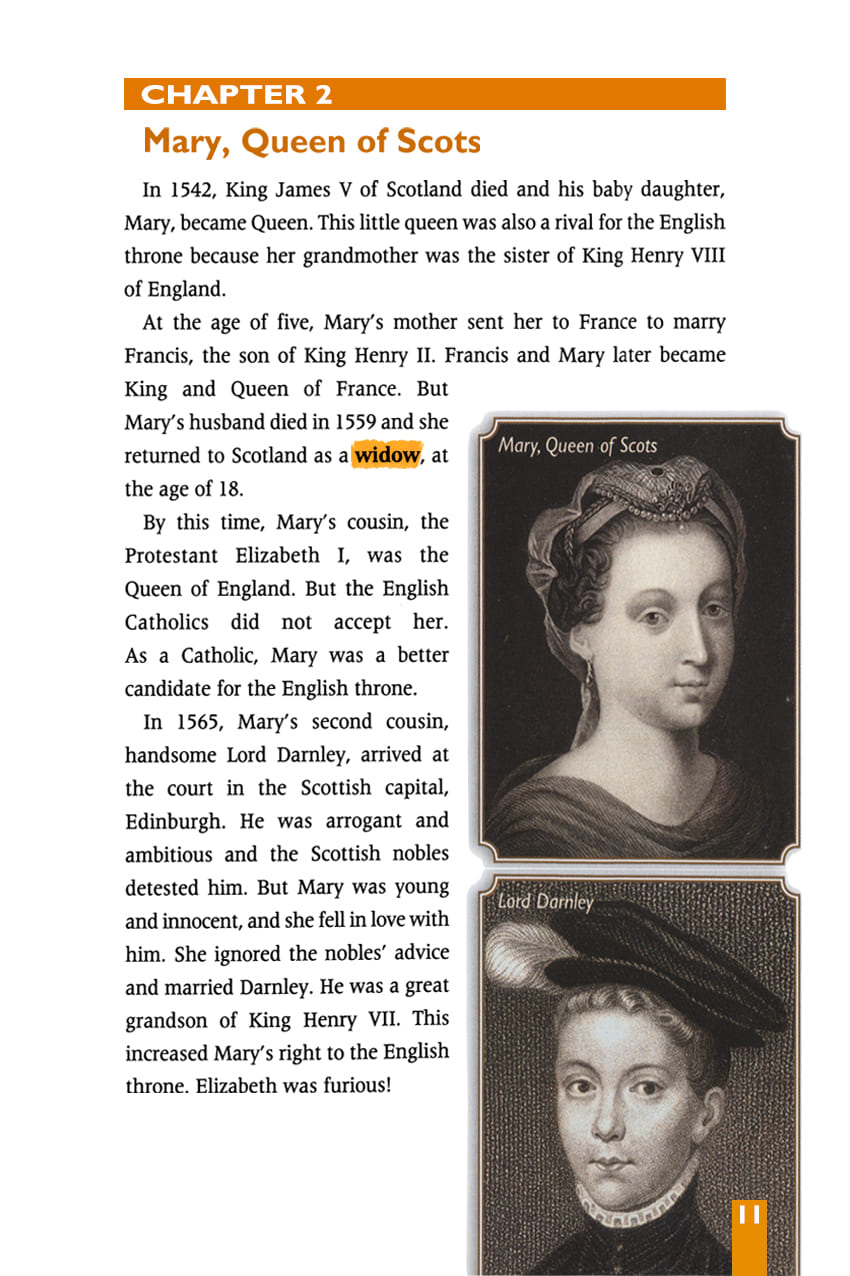 CHAPTER 2
Mary, Queen of Scots
In 1542, King James V of Scotland died and his baby daughter,
Mary, became Queen. This little queen was also a rival for the English
throne because her grandmother was the sister of King Henry VIII
of England.
At the age of five, Mary's mother sent her to France to marry
Francis, the son of King Henry II. Francis and Mary later became
King and Queen of France. But
Mary's husband died in 1559 and she
returned to Scotland as a widow, at
the age of 18.
By this time, Mary's cousin, the
Protestant Elizabeth I, was the
Queen of England. But the English
Catholics did not accept her.
As a Catholic, Mary was a better
candidate for the English throne.
In 1565, Mary's second cousin,
handsome Lord Darnley, arrived at
the court in the Scottish capital,
Edinburgh. He was arrogant and
ambitious and the Scottish nobles
detested him. But Mary was young
and innocent, and she fell in love with
him. She ignored the nobles' advice
and married Darnley. He was a great
grandson of King Henry VII. This
increased Mary's right to the English
throne. Elizabeth was furious!
Mary, Queen of Scots
Lord Darnley
11